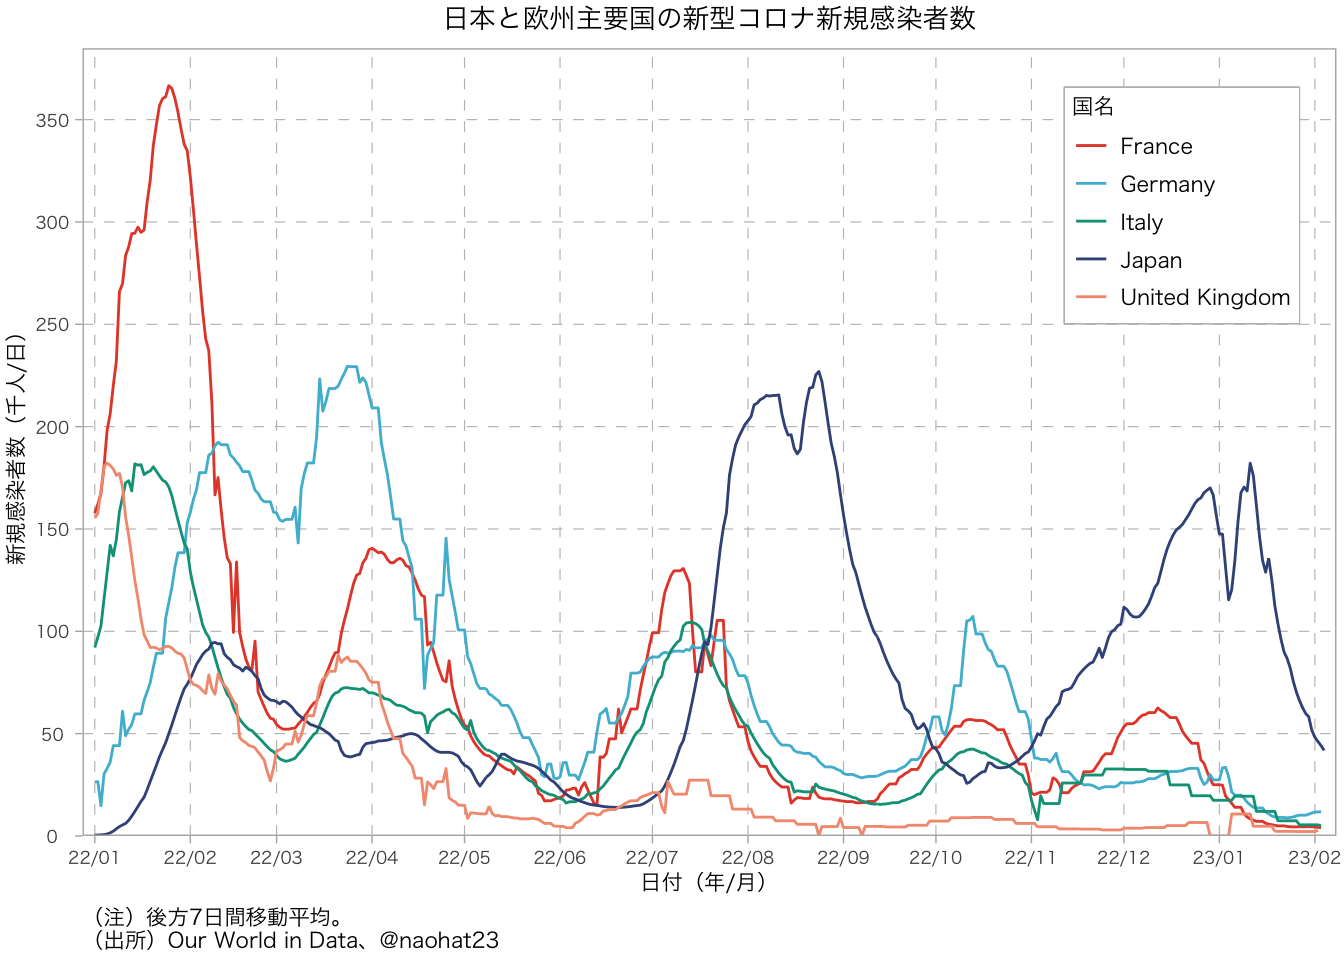 日本と欧州主要国の新型コロナ新規感染者数
新規感染者数（千人/日）
350
300
250
200
150
100
50
0
国名
France
Germany
Italy
Japan
United Kingdom
22/01 22/02 22/03 22/04 22/05 22/06 22/07 22/08 22/09 22/10 22/11 22/12 23/01 23/02
日付（年/月）
（注）後方7日間移動平均。
（出所）Our World in Data、@naohat23